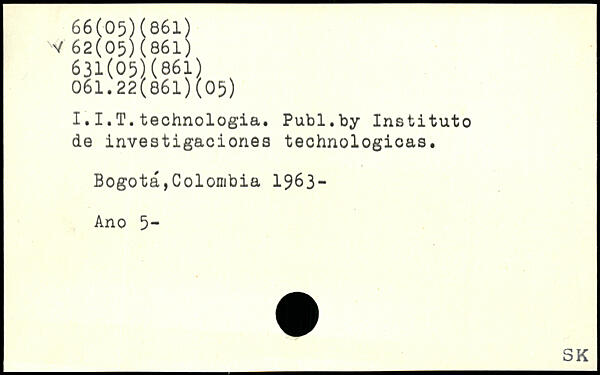 66(05)(861)
√ 62(05)(861)
631(05)(861)
061.22(861)(05)
I.I.T.technologia. Publ.by Instituto
de investigaciones technologicas.
Bogotá,Colombia 1963-
Ano 5-
SK